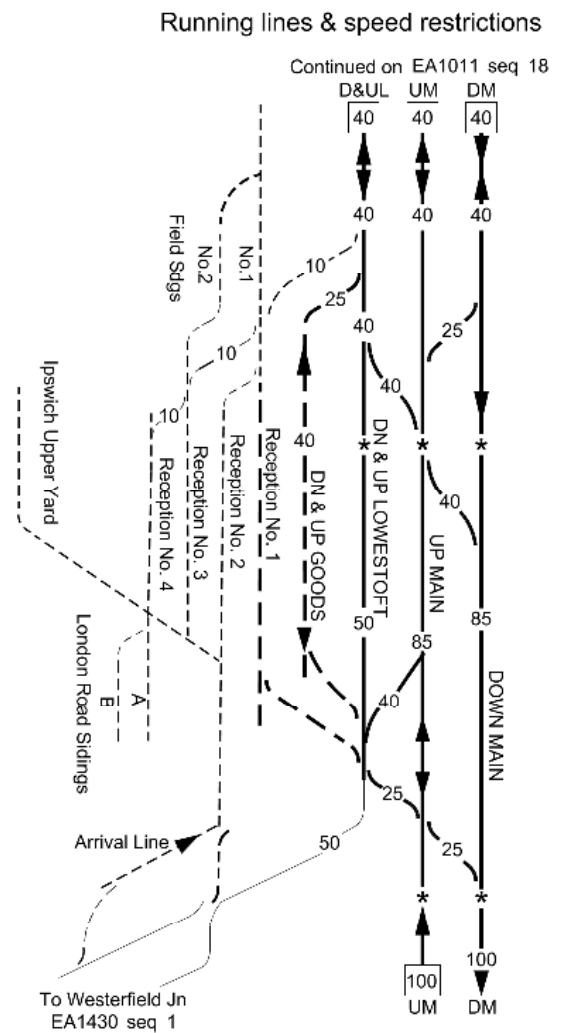 Running lines & speed restrictions
Continued on EA1011 seq 18
D&UL UM DM
40 40 40
40 40 40
No.1
No.2
Field Sdgs
10
25
40
25
10
40
10
Ipswich Upper Yard
40
* * *
Reception No. 1
Reception No. 2
Reception No. 3
Reception No. 4
DN & UP GOODS
DN & UP LOWESTOFT
40
UP MAIN
50
85
85
DOWN MAIN
London Road Sidings
A
B
40
25
50
25
Arrival Line
* *
100
100
UM DM
To Westerfield Jn
EA1430 seq 1